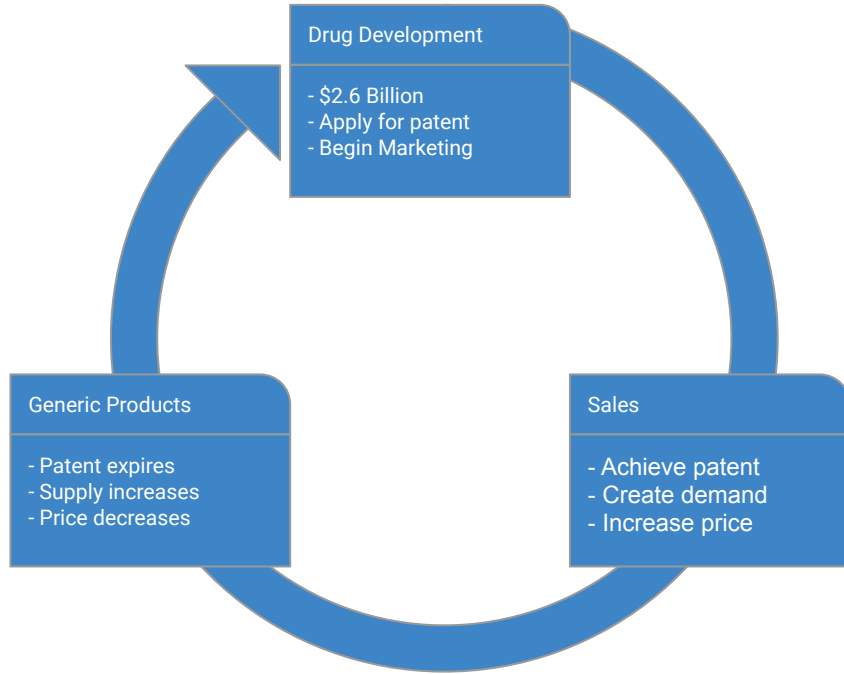 Drug Development
- $2.6 Billion
- Apply for patent
- Begin Marketing
Generic Products
- Patent expires
- Supply increases
- Price decreases
Sales
- Achieve patent
- Create demand
- Increase price